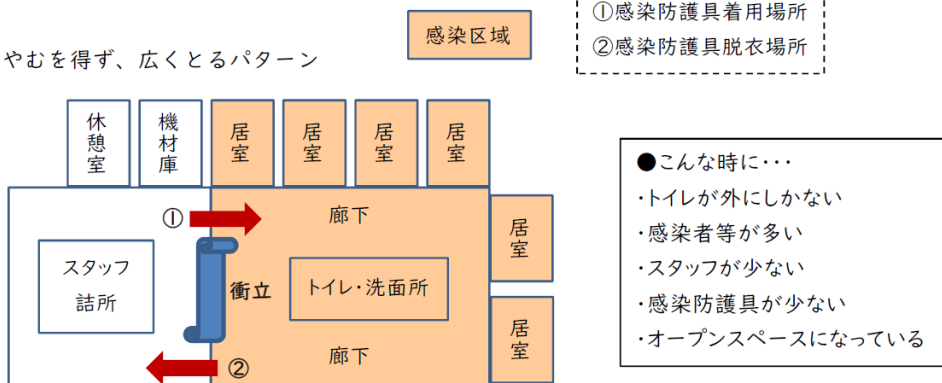 ①感染防護具着用場所
②感染防護具脱衣場所
感染区域
やむを得ず、広くとるパターン
休憩室
機材庫
居室
居室
居室
居室
①
廊下
居室
スタッフ
詰所
衝立
トイレ・洗面所
居室
廊下
②
●こんな時に・・・
・トイレが外にしかない
・感染者等が多い
・スタッフが少ない
・感染防護具が少ない
・オープンスペースになっている